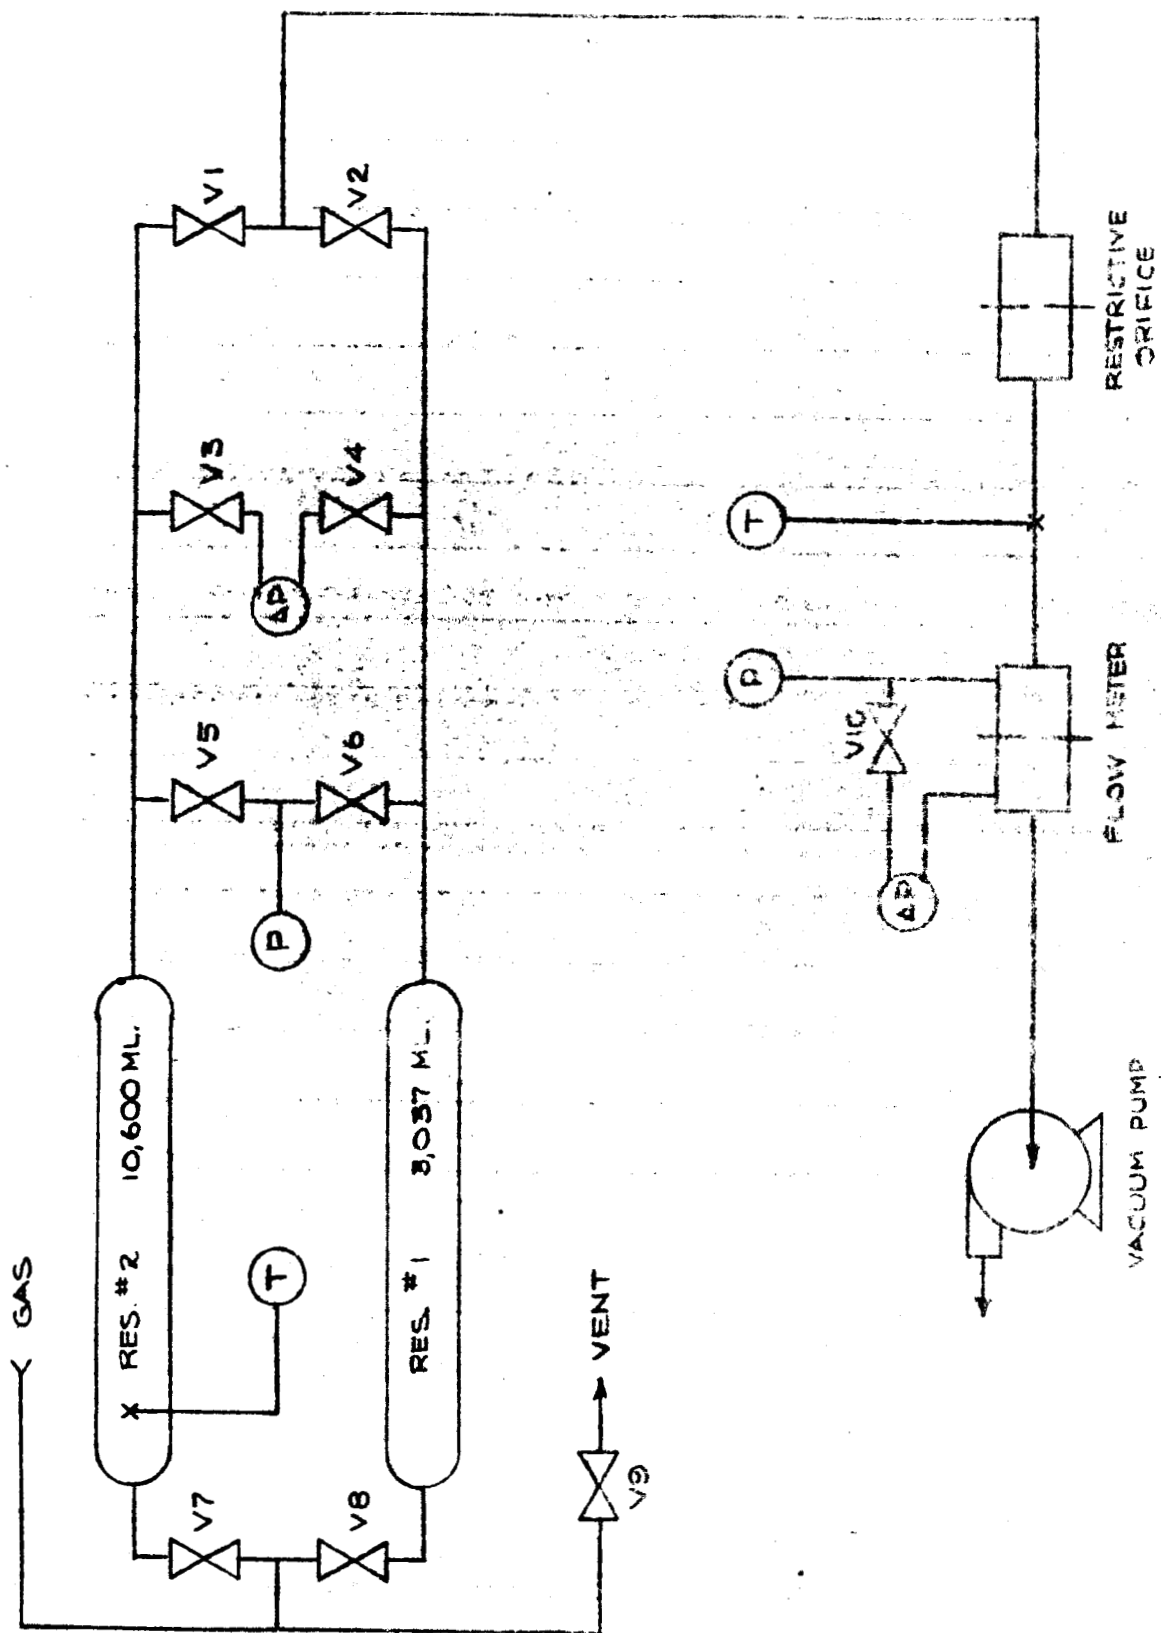 GAS
RES. #2 10,600 ML.
T
RES. #1 3,037 ML.
VENT
V7
V8
V9
V5
V6
P
V3
V4
ΔP
V1
V2
T
P
V10
ΔP
FLOW METER
RESTRICTIVE
ORIFICE
VACUUM PUMP